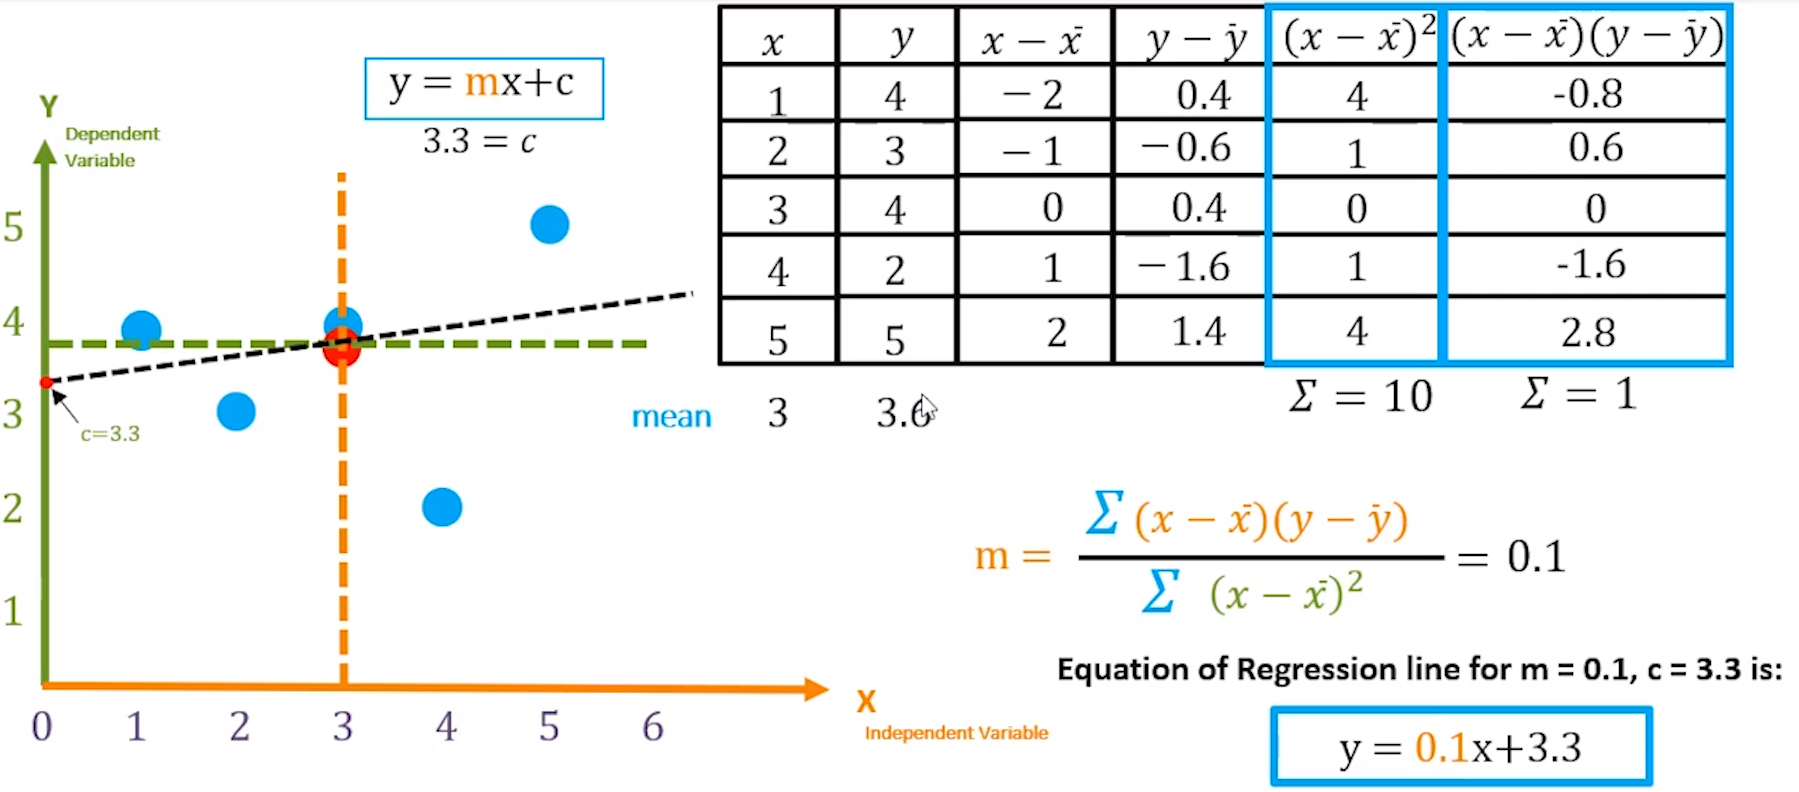 y = mx+c
3.3 = c
Y
Dependent
Variable
5
4
3
2
1
c=3.3
0 1 2 3 4 5 6
X
Independent Variable
x y x − x̄ y − ȳ (x − x̄)² (x − x̄)(y − ȳ)
1 4 − 2 0.4 4 -0.8
2 3 − 1 − 0.6 1 0.6
3 4 0 0.4 0 0
4 2 1 − 1.6 1 -1.6
5 5 2 1.4 4 2.8
mean 3 3.6 Σ = 10 Σ = 1
m = Σ (x − x̄)(y − ȳ) / Σ (x − x̄)² = 0.1
Equation of Regression line for m = 0.1, c = 3.3 is:
y = 0.1x+3.3